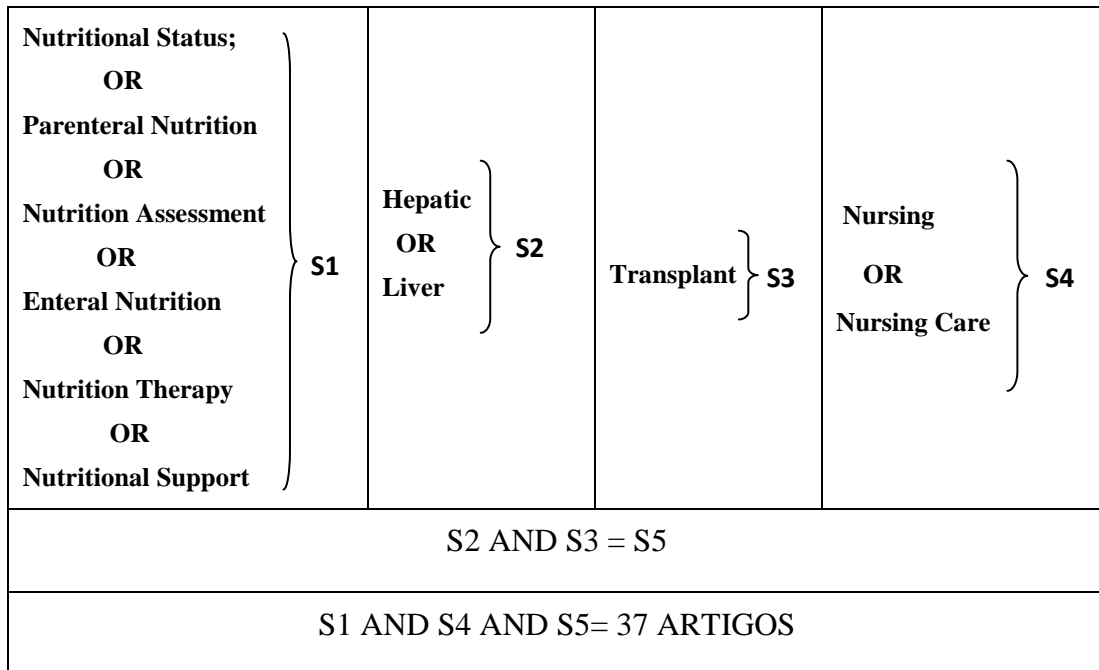 Nutritional Status;
OR
Parenteral Nutrition
OR
Nutrition Assessment
OR
Enteral Nutrition
OR
Nutrition Therapy
OR
Nutritional Support
S1
Hepatic
OR
Liver
S2
Transplant
S3
Nursing
OR
Nursing Care
S4
S2 AND S3 = S5
S1 AND S4 AND S5= 37 ARTIGOS